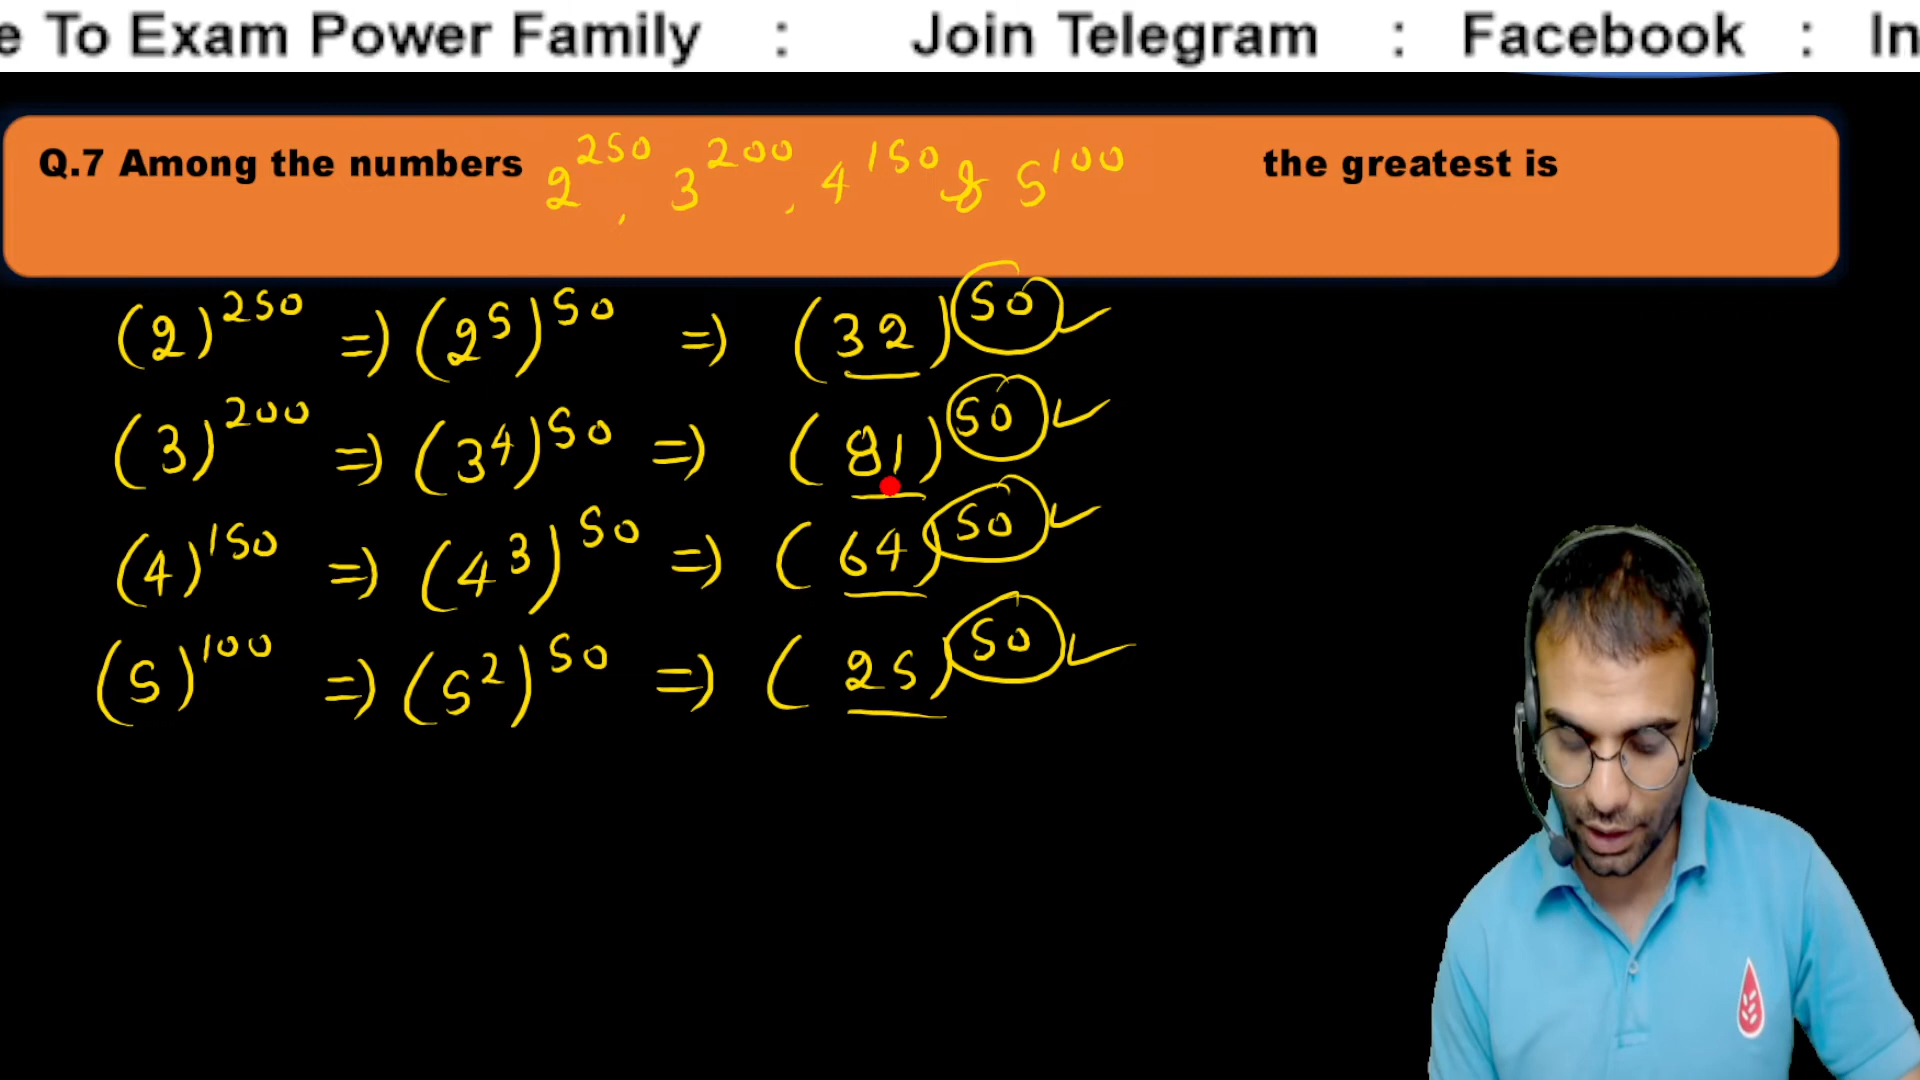 e To Exam Power Family : Join Telegram : Facebook : In
Q.7 Among the numbers 2^250, 3^200, 4^150 & 5^100 the greatest is
(2)^250 => (2^5)^50 => (32)^50 ✓
(3)^200 => (3^4)^50 => (81)^50 ✓
(4)^150 => (4^3)^50 => (64)^50 ✓
(5)^100 => (5^2)^50 => (25)^50 ✓